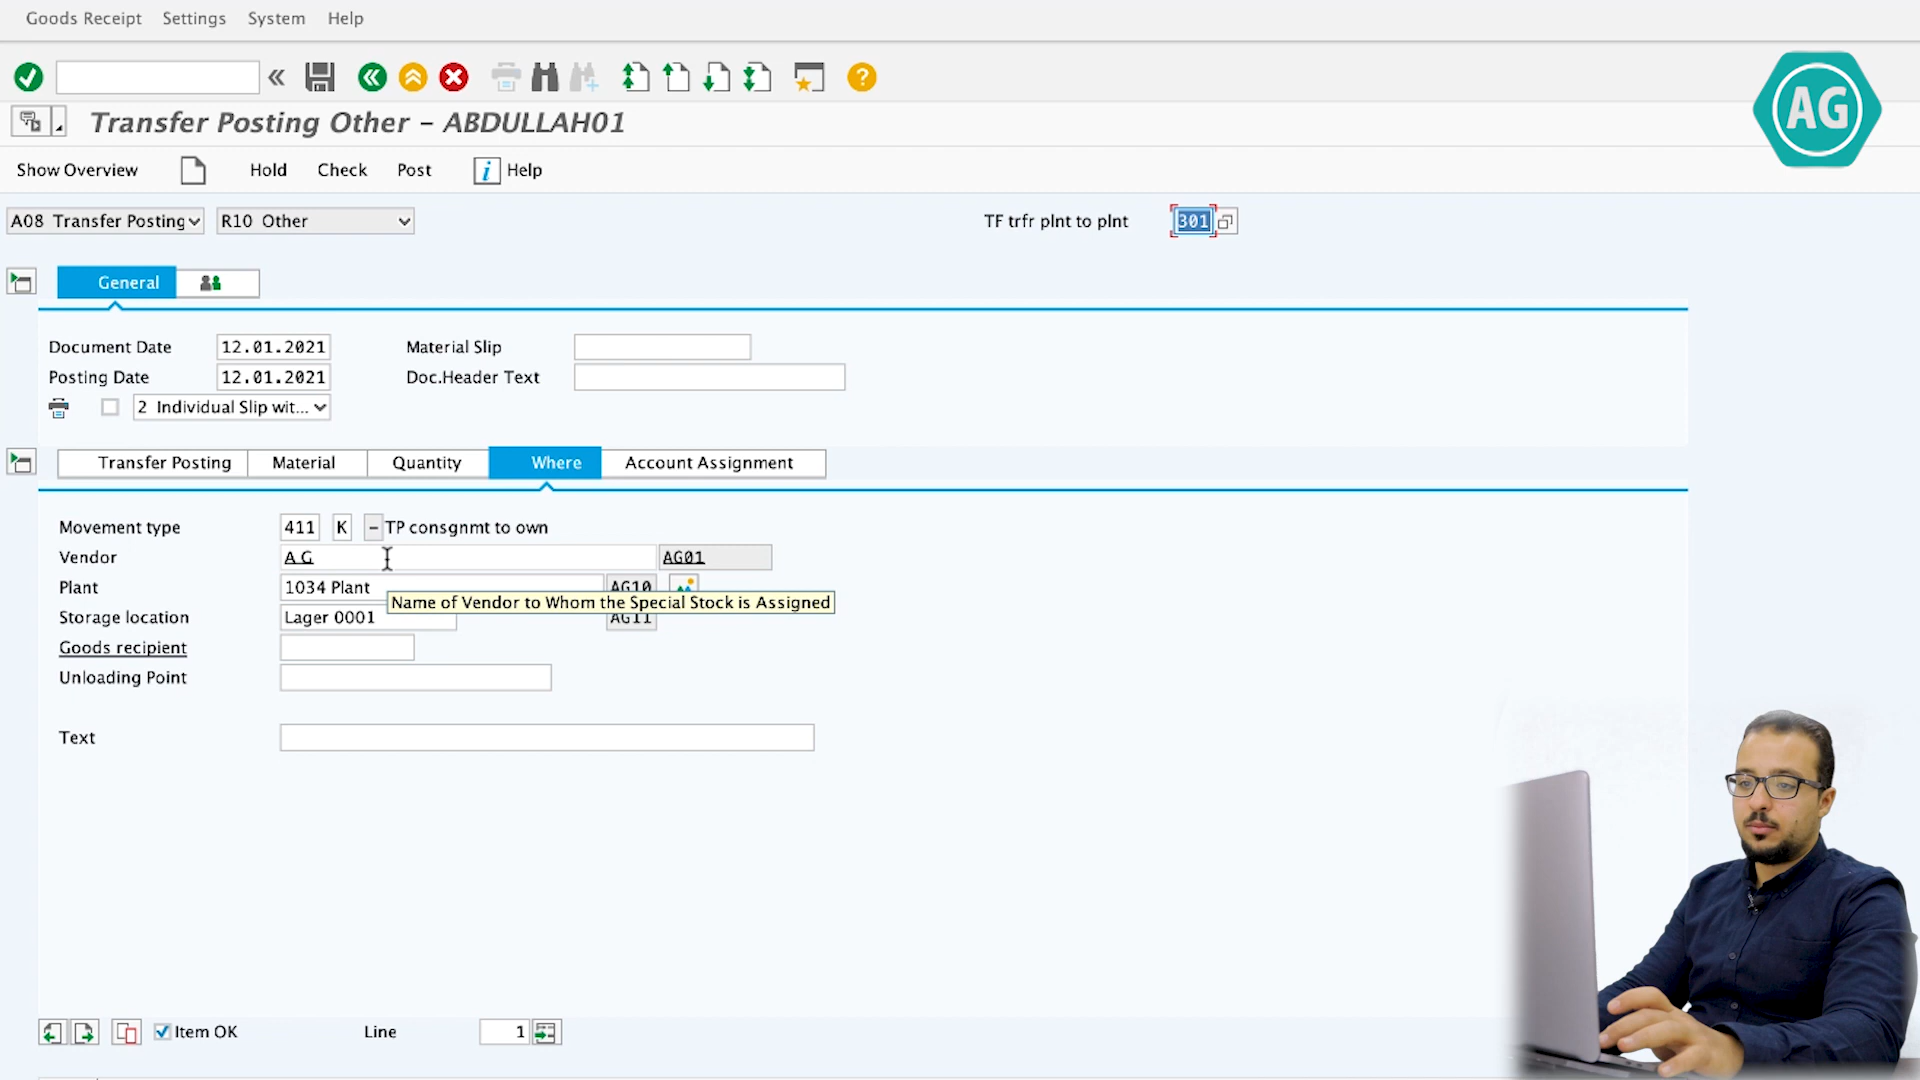 Goods Receipt Settings System Help
AG
Transfer Posting Other - ABDULLAH01
Show Overview Hold Check Post Help
A08 Transfer Posting R10 Other TF trfr plnt to plnt 301
General
Document Date 12.01.2021 Material Slip
Posting Date 12.01.2021 Doc.Header Text
2 Individual Slip wit...
Transfer Posting Material Quantity Where Account Assignment
Movement type 411 K - TP consgnmt to own
Vendor A G AG01
Plant 1034 Plant AG10
Name of Vendor to Whom the Special Stock is Assigned
Storage location Lager 0001 AG11
Goods recipient
Unloading Point
Text
Item OK Line 1